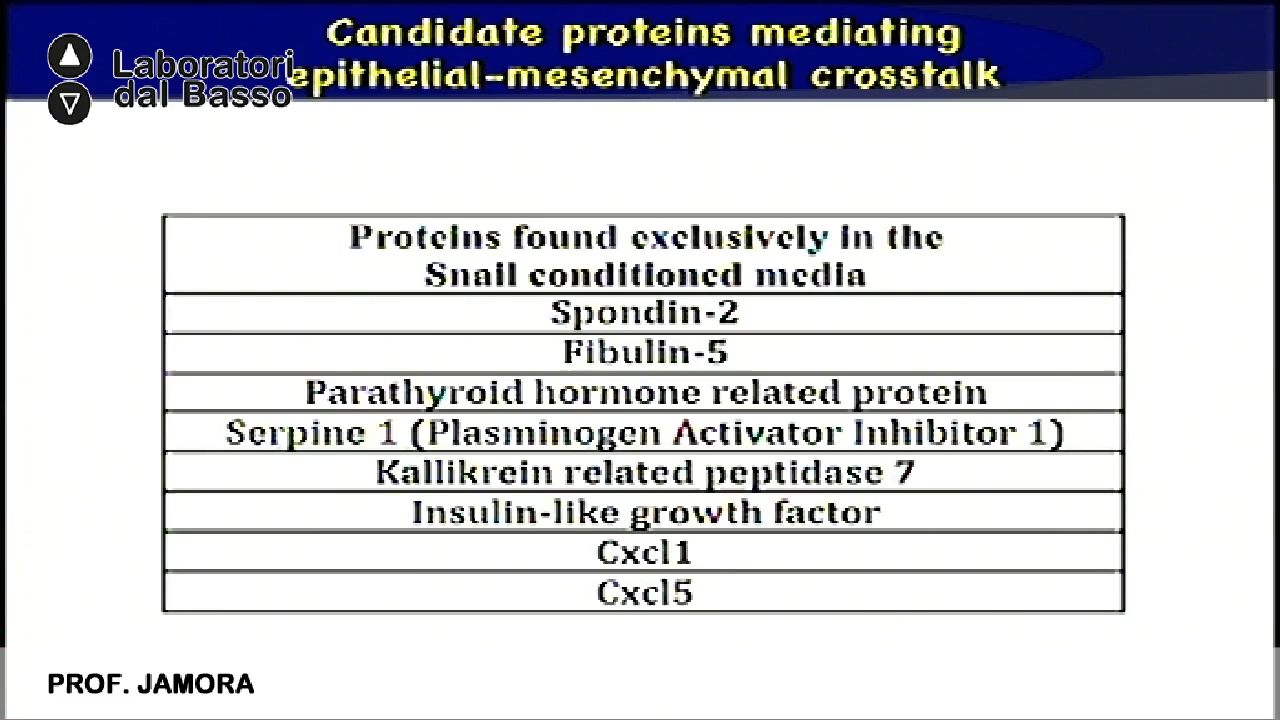 Candidate proteins mediating
epithelial-mesenchymal crosstalk
Laboratori
dal Basso
Proteins found exclusively in the
Snail conditioned media
Spondin-2
Fibulin-5
Parathyroid hormone related protein
Serpine 1 (Plasminogen Activator Inhibitor 1)
Kallikrein related peptidase 7
Insulin-like growth factor
Cxcl1
Cxcl5
PROF. JAMORA